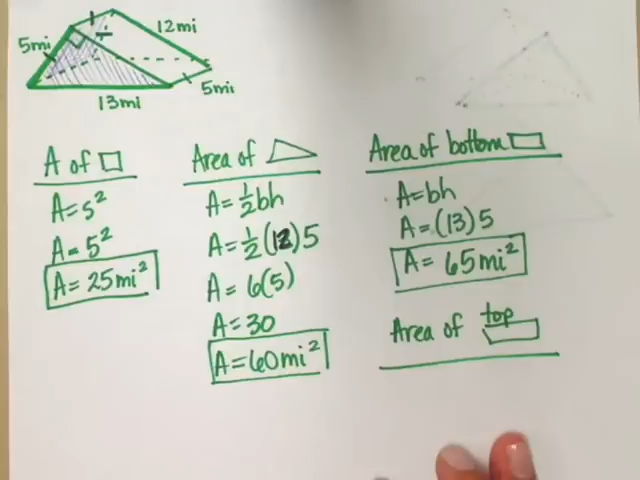 12mi
5mi
5mi
13mi
A of
A=s²
A=5²
A=25mi²
Area of
A=½bh
A=½(12)5
A=6(5)
A=30
A=60mi²
Area of bottom
A=bh
A=(13)5
A=65mi²
Area of top